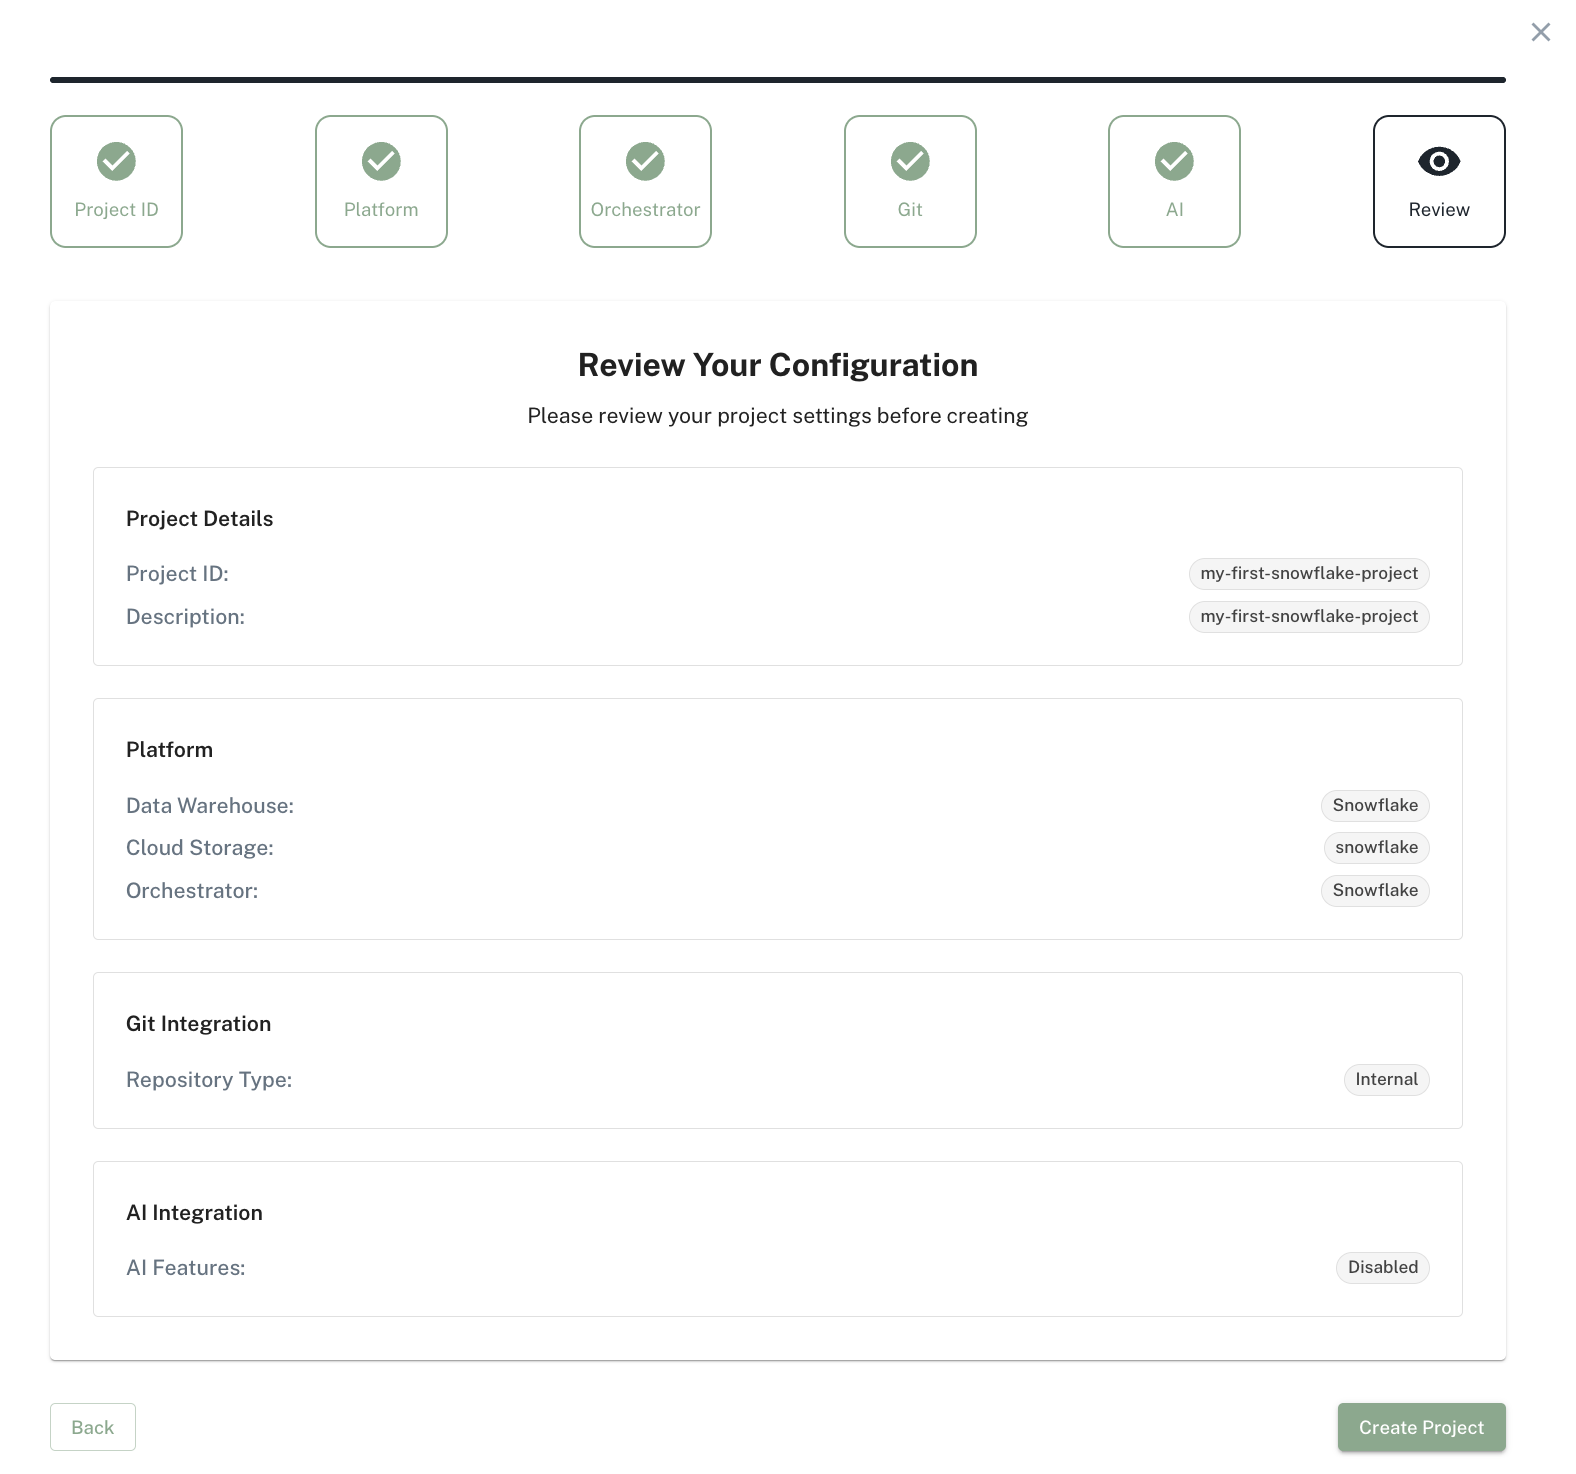 Project ID
Platform
Orchestrator
Git
AI
Review
Review Your Configuration
Please review your project settings before creating
Project Details
Project ID: my-first-snowflake-project
Description: my-first-snowflake-project
Platform
Data Warehouse: Snowflake
Cloud Storage: snowflake
Orchestrator: Snowflake
Git Integration
Repository Type: Internal
AI Integration
AI Features: Disabled
Back
Create Project